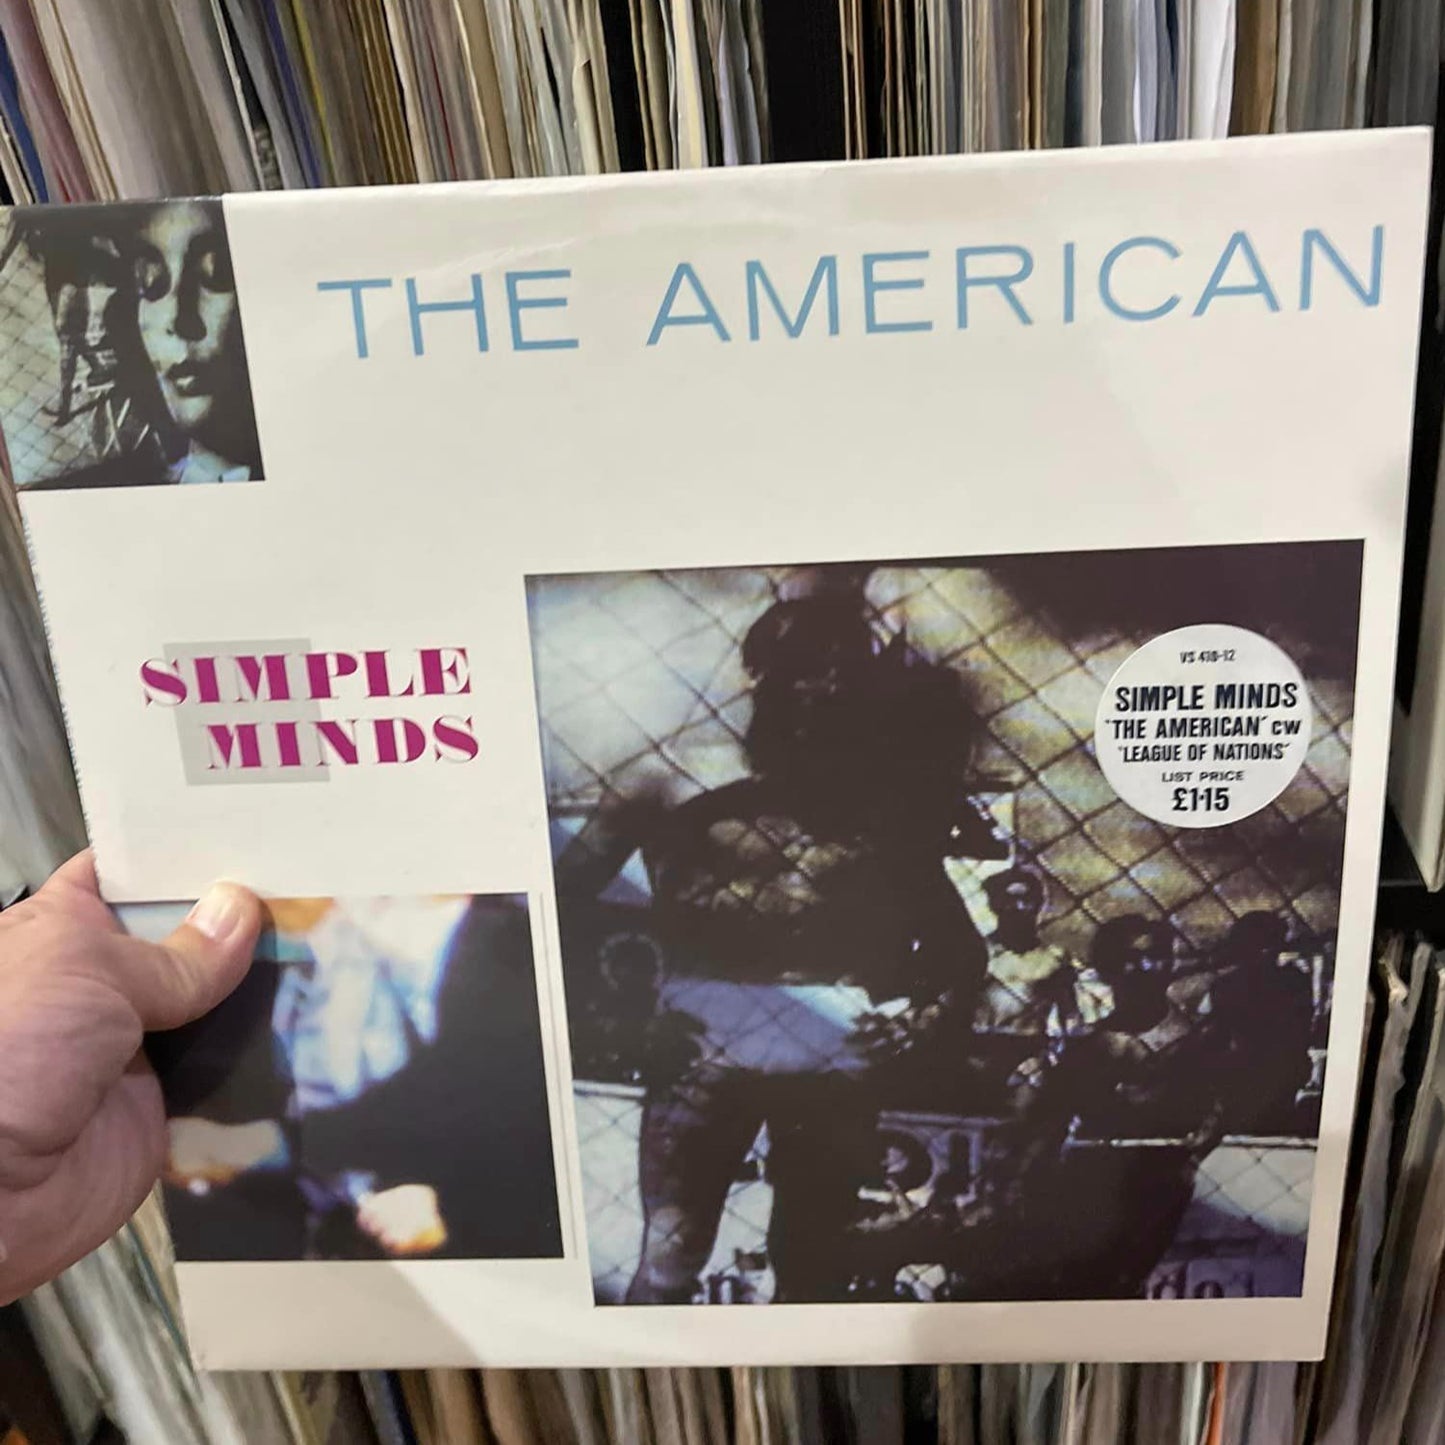 THE AMERICAN
SIMPLE
MINDS
VS 410-12
SIMPLE MINDS
"THE AMERICAN" cw
"LEAGUE OF NATIONS"
LIST PRICE
£1·15